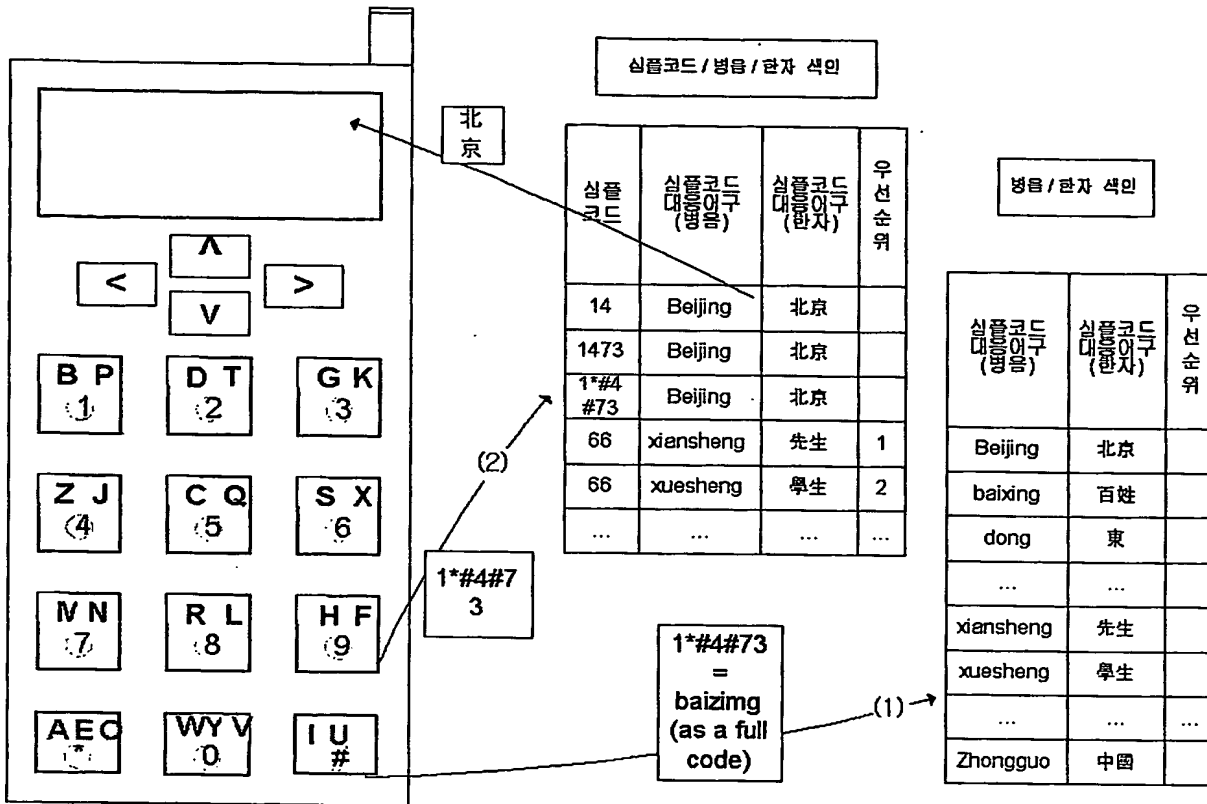 심플코드/병음/한자 색인
北
京
병음/한자 색인
심플
코드
심플코드
대응어구
(병음)
심플코드
대응어구
(한자)
우
선
순
위
14 Beijing 北京
1473 Beijing 北京
1*#4
#73 Beijing 北京
66 xiansheng 先生 1
66 xuesheng 學生 2
... ... ... ...
심플코드
대응어구
(병음)
심플코드
대응어구
(한자)
우
선
순
위
Beijing 北京
baixing 百姓
dong 東
... ...
xiansheng 先生
xuesheng 學生
... ... ...
Zhongguo 中國
Λ
< >
V
B P D T G K
1 2 3
Z J C Q S X
4 5 6
M N R L H F
7 8 9
AEO WY V I U
* 0 #
(2)
1*#4#7
3
1*#4#73
=
baizimg
(as a full
code)
(1)